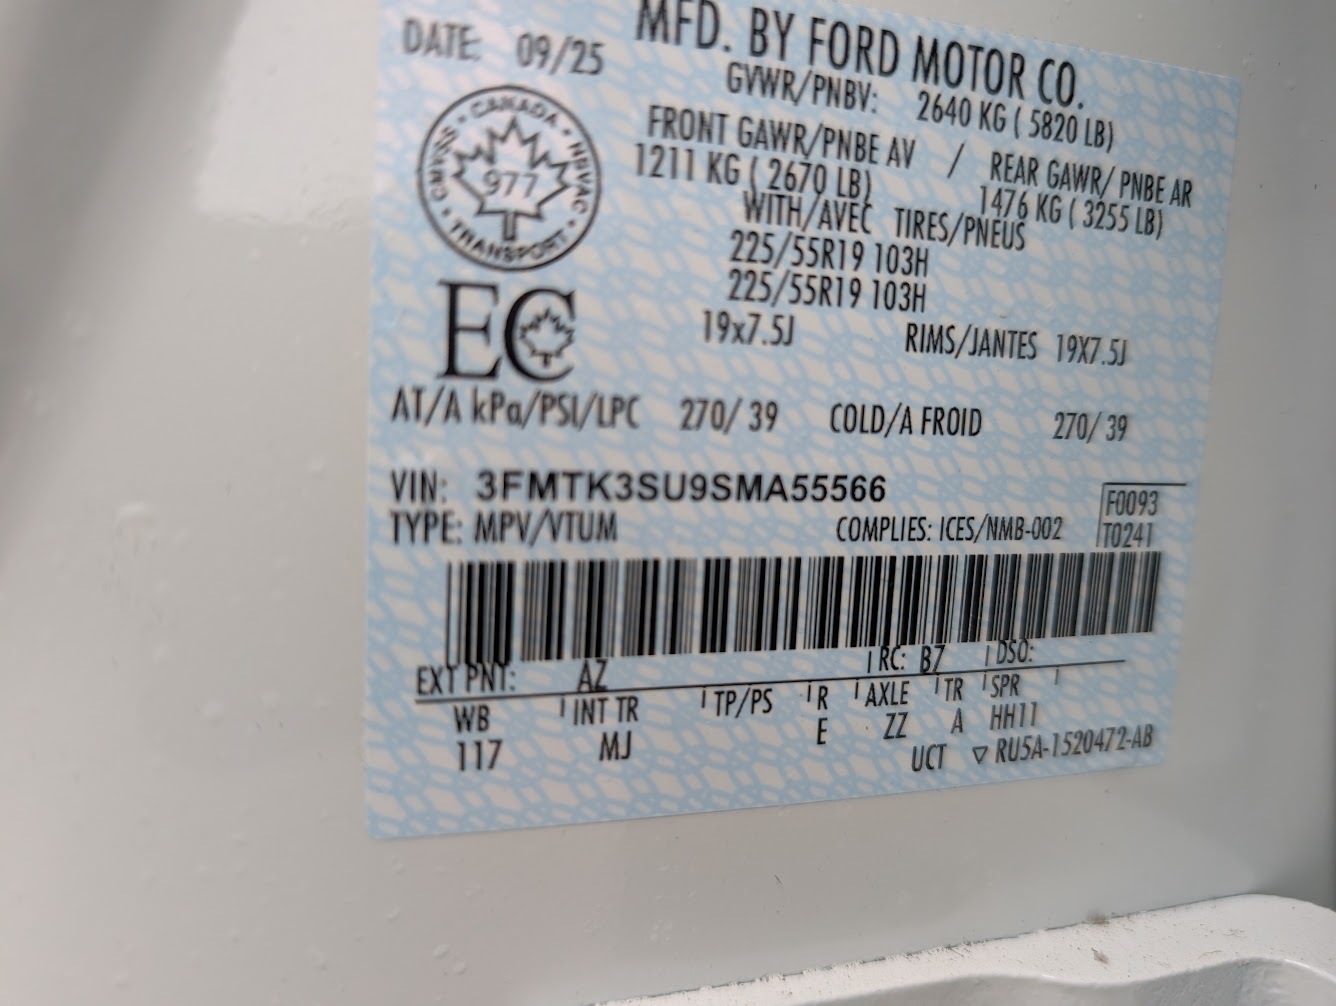 MFD. BY FORD MOTOR CO.
DATE: 09/25
GVWR/PNBV: 2640 KG ( 5820 LB)
FRONT GAWR/PNBE AV / REAR GAWR/ PNBE AR
1211 KG ( 2670 LB) 1476 KG ( 3255 LB)
WITH/AVEC TIRES/PNEUS
225/55R19 103H
225/55R19 103H
19x7.5J RIMS/JANTES 19X7.5J
CANADA · NSVAC · TRANSPORT · CMVSS
977
EC
AT/A kPa/PSI/LPC 270/ 39 COLD/A FROID 270/ 39
VIN: 3FMTK3SU9SMA55566
TYPE: MPV/VTUM COMPLIES: ICES/NMB-002
F0093
T0241
EXT PNT: AZ RC: B7 DSO:
WB INT TR TP/PS R AXLE TR SPR
117 MJ E ZZ A HH11
UCT ▽ RU5A-1520472-AB